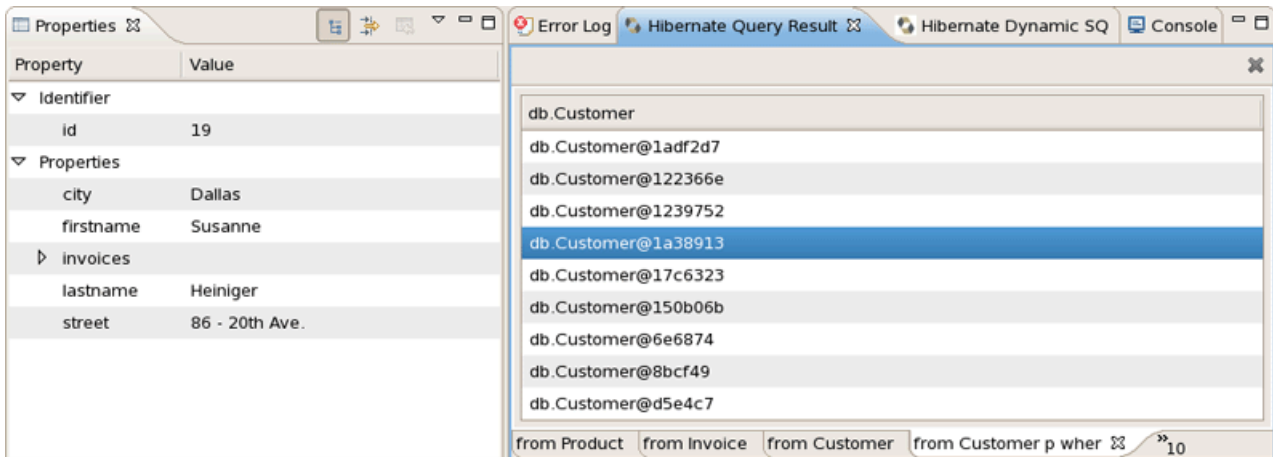 Properties
Property Value
Identifier
id 19
Properties
city Dallas
firstname Susanne
invoices
lastname Heiniger
street 86 - 20th Ave.
Error Log Hibernate Query Result Hibernate Dynamic SQ Console
db.Customer
db.Customer@1adf2d7
db.Customer@122366e
db.Customer@1239752
db.Customer@1a38913
db.Customer@17c6323
db.Customer@150b06b
db.Customer@6e6874
db.Customer@8bcf49
db.Customer@d5e4c7
from Product from Invoice from Customer from Customer p wher »10